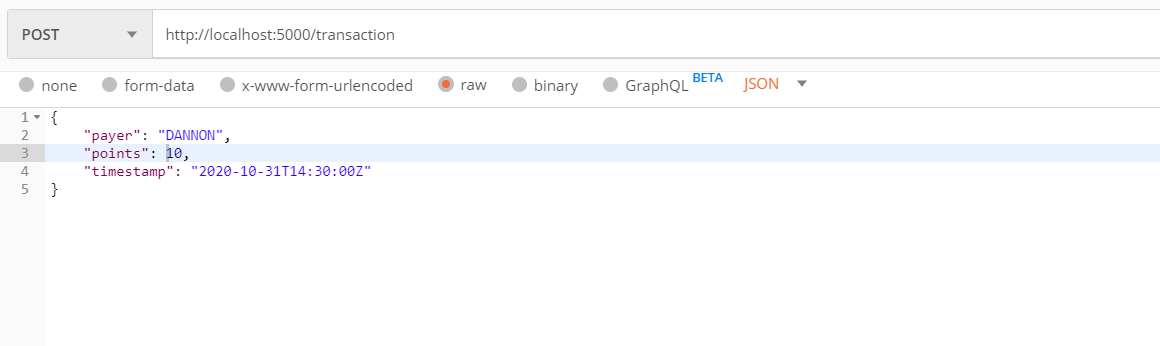 POST http://localhost:5000/transaction
none form-data x-www-form-urlencoded raw binary GraphQL BETA JSON
1 {
2 "payer": "DANNON",
3 "points": 10,
4 "timestamp": "2020-10-31T14:30:00Z"
5 }